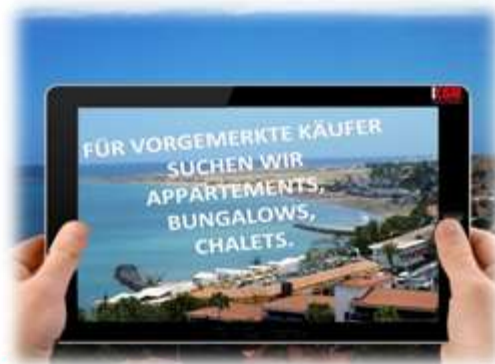 FÜR VORGEMERKTE KÄUFER
SUCHEN WIR
APPARTEMENTS,
BUNGALOWS,
CHALETS.